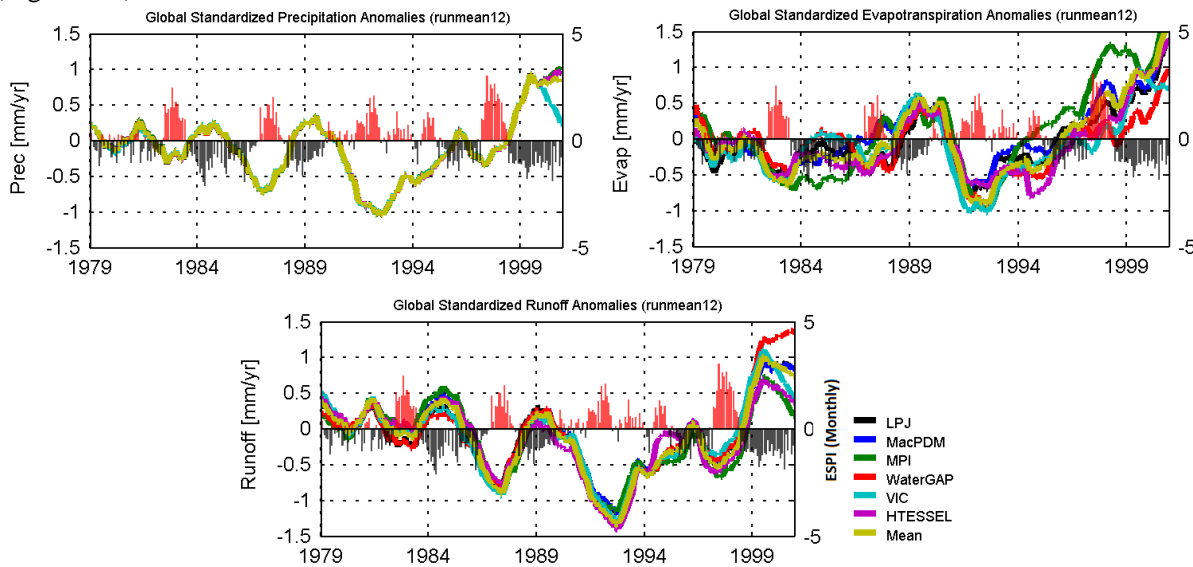 Global Standardized Precipitation Anomalies (runmean12)
Prec [mm/yr]
1.5
1
0.5
0
-0.5
-1
-1.5
5
0
-5
1979 1984 1989 1994 1999
Global Standardized Evapotranspiration Anomalies (runmean12)
Evap [mm/yr]
1.5
1
0.5
0
-0.5
-1
-1.5
5
0
-5
1979 1984 1989 1994 1999
Global Standardized Runoff Anomalies (runmean12)
Runoff [mm/yr]
1.5
1
0.5
0
-0.5
-1
-1.5
5
0
-5
1979 1984 1989 1994 1999
ESPI (Monthly)
LPJ
MacPDM
MPI
WaterGAP
VIC
HTESSEL
Mean